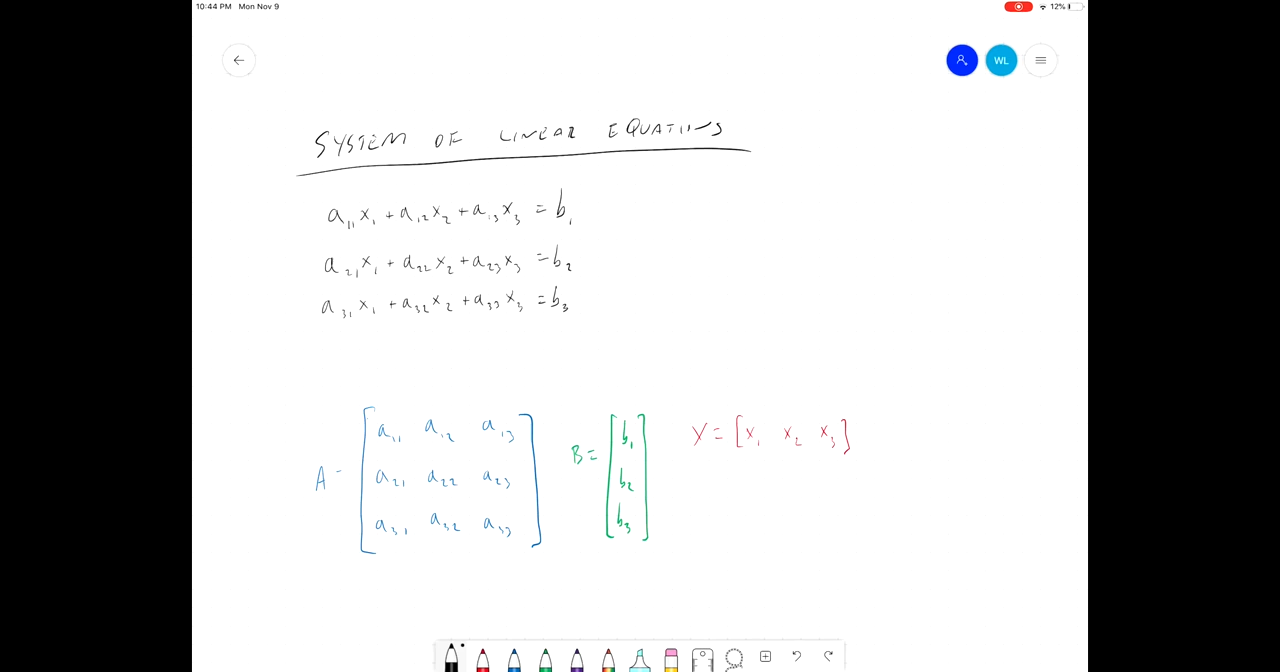 10:44 PM Mon Nov 9
12%
WL
SYSTEM OF LINEAR EQUATIONS
a₁₁x₁ + a₁₂x₂ + a₁₃x₃ = b₁
a₂₁x₁ + a₂₂x₂ + a₂₃x₃ = b₂
a₃₁x₁ + a₃₂x₂ + a₃₃x₃ = b₃
A = [a₁₁ a₁₂ a₁₃
a₂₁ a₂₂ a₂₃
a₃₁ a₃₂ a₃₃]
B = [b₁
b₂
b₃]
X = [x₁ x₂ x₃]